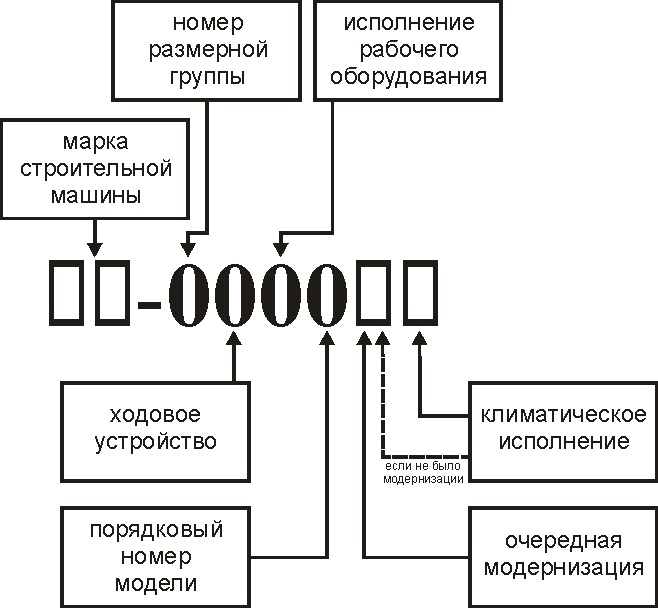 номер
размерной
группы
исполнение
рабочего
оборудования
марка
строительной
машины
▯▯-0000▯▯
ходовое
устройство
климатическое
исполнение
если не было
модернизации
порядковый
номер
модели
очередная
модернизация